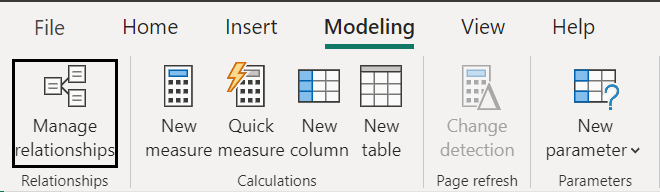 File Home Insert Modeling View Help
Manage relationships
New measure
Quick measure
New column
New table
Change detection
New parameter
Relationships Calculations Page refresh Parameters